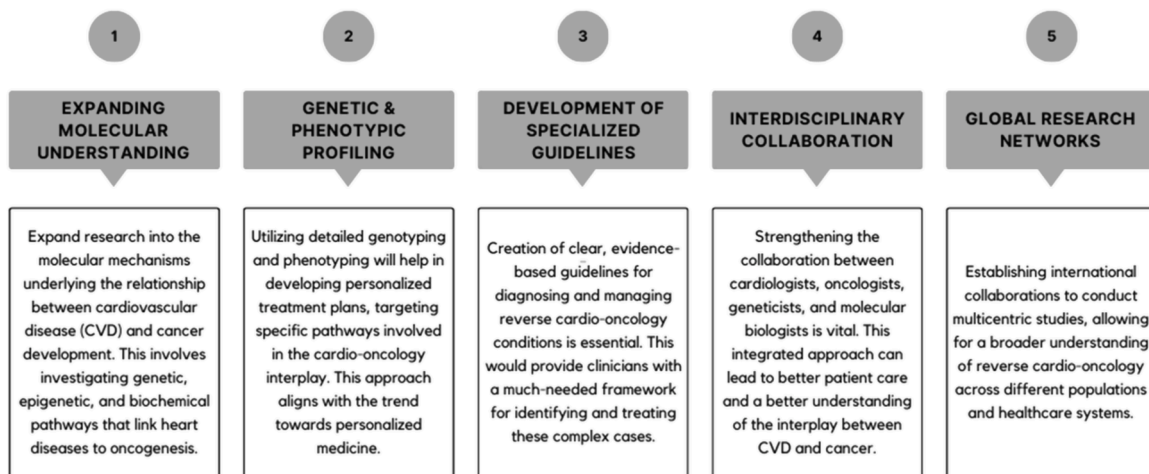 1
EXPANDING
MOLECULAR
UNDERSTANDING
Expand research into the
molecular mechanisms
underlying the relationship
between cardiovascular
disease (CVD) and cancer
development. This involves
investigating genetic,
epigenetic, and biochemical
pathways that link heart
diseases to oncogenesis.
2
GENETIC &
PHENOTYPIC
PROFILING
Utilizing detailed genotyping
and phenotyping will help in
developing personalized
treatment plans, targeting
specific pathways involved
in the cardio-oncology
interplay. This approach
aligns with the trend
towards personalized
medicine.
3
DEVELOPMENT OF
SPECIALIZED
GUIDELINES
Creation of clear, evidence-
based guidelines for
diagnosing and managing
reverse cardio-oncology
conditions is essential. This
would provide clinicians with
a much-needed framework
for identifying and treating
these complex cases.
4
INTERDISCIPLINARY
COLLABORATION
Strengthening the
collaboration between
cardiologists, oncologists,
geneticists, and molecular
biologists is vital. This
integrated approach can
lead to better patient care
and a better understanding
of the interplay between
CVD and cancer.
5
GLOBAL RESEARCH
NETWORKS
Establishing international
collaborations to conduct
multicentric studies, allowing
for a broader understanding
of reverse cardio-oncology
across different populations
and healthcare systems.